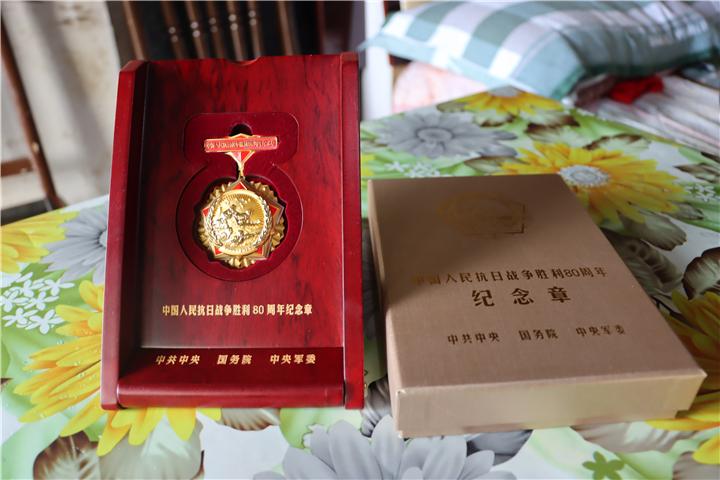 中国人民抗日战争胜利80周年纪念章
中共中央 国务院 中央军委
中国人民抗日战争胜利80周年
纪念章
中共中央 国务院 中央军委